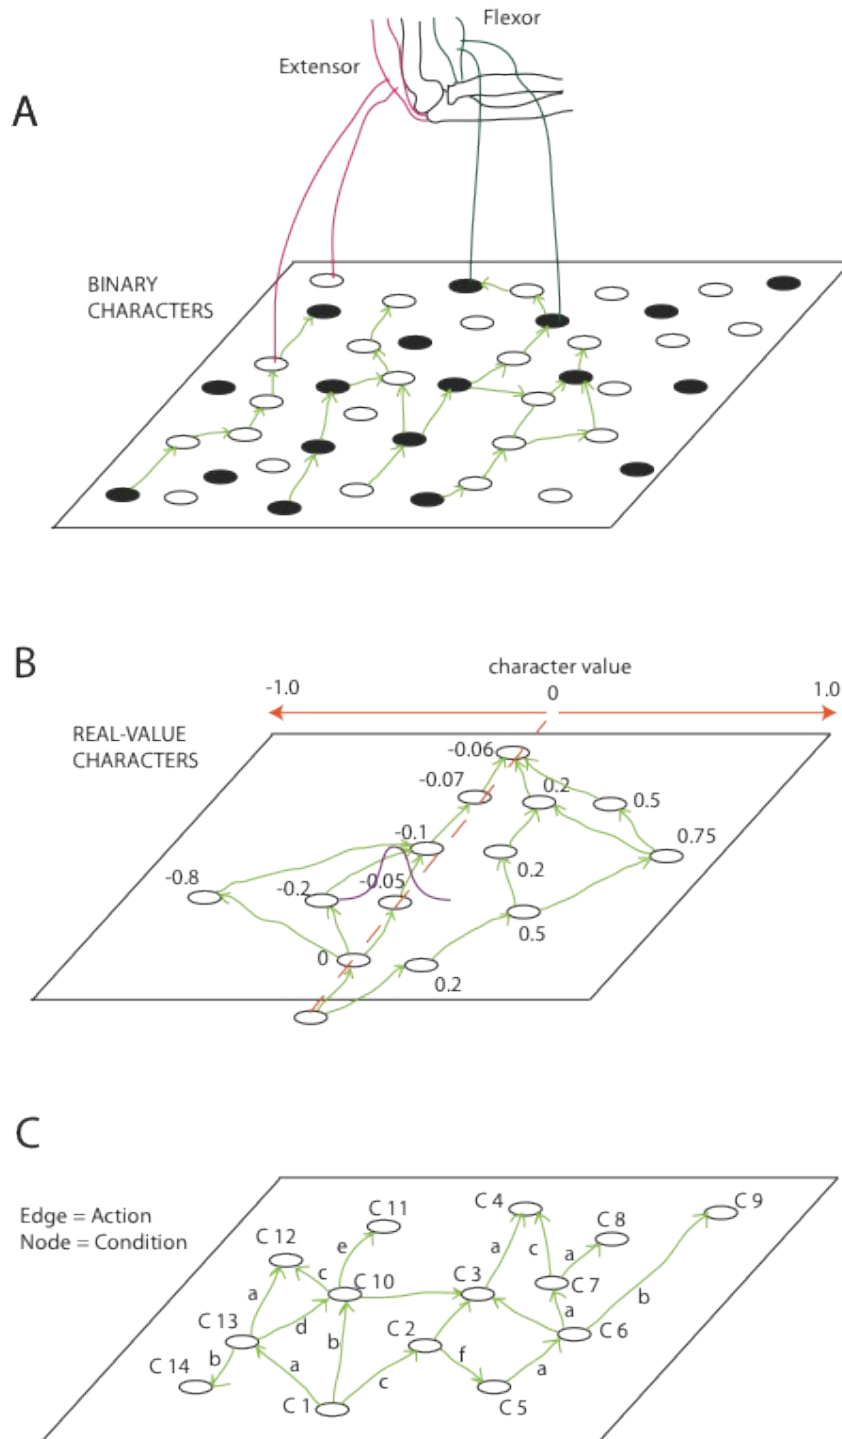 Flexor
Extensor
A
BINARY
CHARACTERS
B
character value
-1.0 0 1.0
REAL-VALUE
CHARACTERS
-0.06
-0.07
0.2
0.5
-0.1
0.75
-0.8
-0.2
-0.05
0.2
0.5
0
0.2
C
Edge = Action
Node = Condition
C 4
C 9
C 11
C 8
C 12
e
a
c
a
c
C 10
C 3
C 7
a
b
C 13
d
a
C 2
C 6
C 14
b
b
f
a
a
c
C 1
C 5